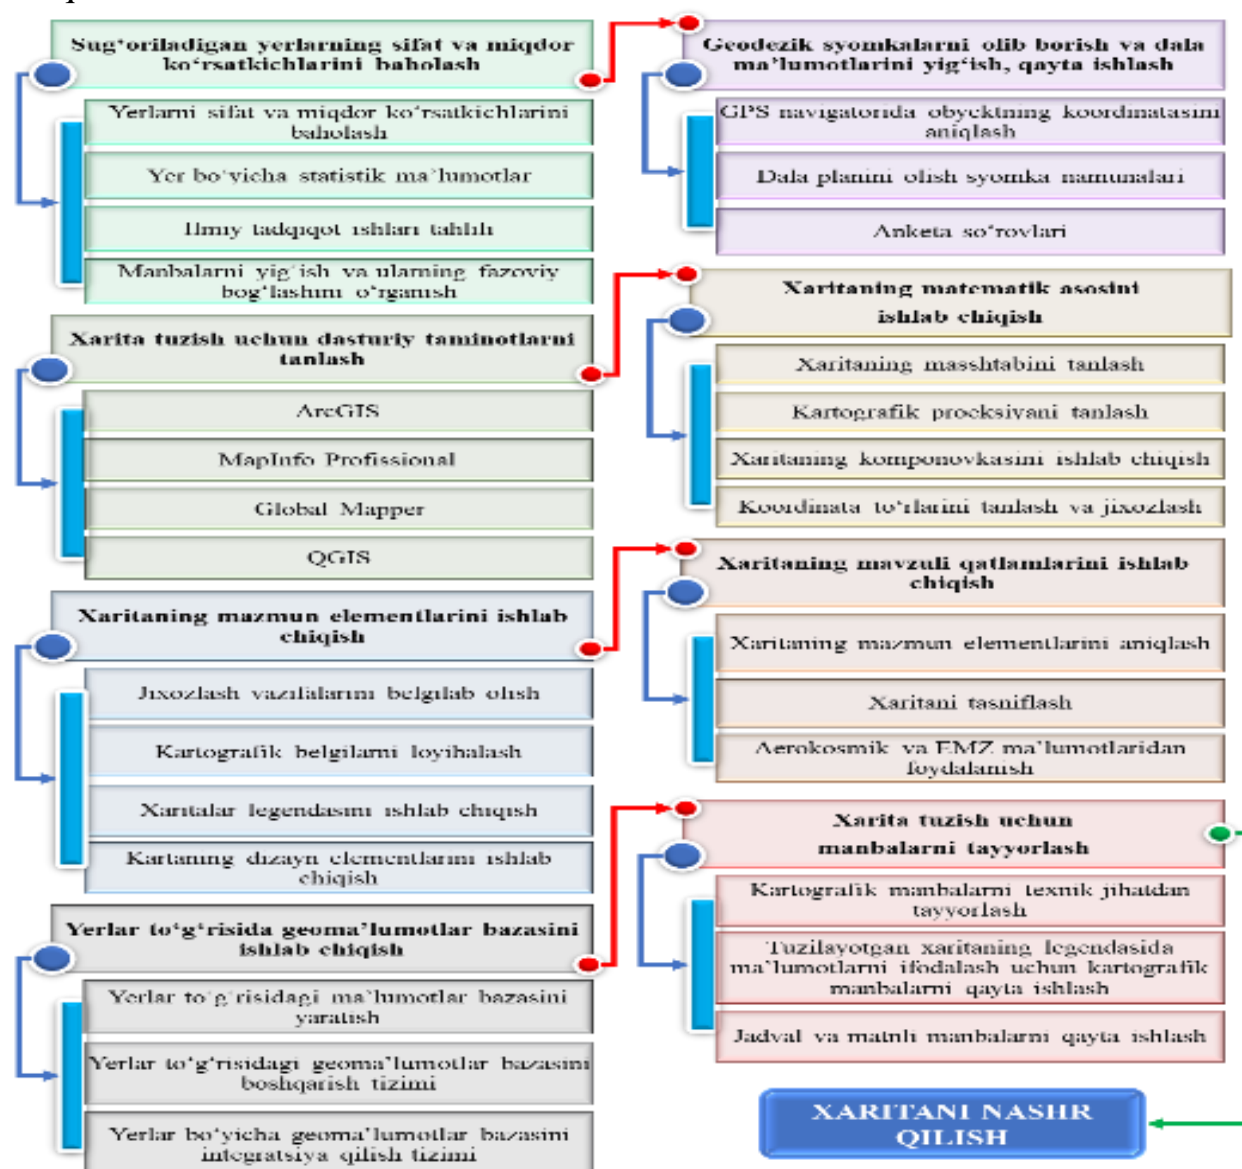 Sug‘oriladigan yerlarning sifat va miqdor
ko‘rsatkichlarini baholash
Yerlarni sifat va miqdor ko‘rsatkichlarini
baholash
Yer bo‘yicha statistik ma’lumotlar
Ilmiy tadqiqot ishlari tahlili
Manbalarni yig‘ish va ularning fazoviy
bog‘lashini o‘rganish
Geodezik syomkalarni olib borish va dala
ma’lumotlarini yig‘ish, qayta ishlash
GPS navigatorida obyektning koordinatasini
aniqlash
Dala planini olish syomka namunalari
Anketa so‘rovlari
Xarita tuzish uchun dasturiy taminotlarni
tanlash
ArcGIS
MapInfo Profissional
Global Mapper
QGIS
Xaritaning matematik asosini
ishlab chiqish
Xaritaning masshtabini tanlash
Kartografik proeksiyani tanlash
Xaritaning komponovkasini ishlab chiqish
Koordinata to‘rlarini tanlash va jixozlash
Xaritaning mazmun elementlarini ishlab
chiqish
Jixozlash vazifalarini belgilab olish
Kartografik belgilarni loyihalash
Xaritalar legendasini ishlab chiqish
Kartaning dizayn elementlarini ishlab
chiqish
Xaritaning mavzuli qatlamlarini ishlab
chiqish
Xaritaning mazmun elementlarini aniqlash
Xaritani tasniflash
Aerokosmik va EMZ ma’lumotlaridan
foydalanish
Yerlar to‘g‘risida geoma’lumotlar bazasini
ishlab chiqish
Yerlar to‘g‘risidagi ma’lumotlar bazasini
yaratish
Yerlar to‘g‘risidagi geoma’lumotlar bazasini
boshqarish tizimi
Yerlar bo‘yicha geoma’lumotlar bazasini
integratsiya qilish tizimi
Xarita tuzish uchun
manbalarni tayyorlash
Kartografik manbalarni texnik jihatdan
tayyorlash
Tuzilayotgan xaritaning legendasida
ma’lumotlarni ifodalash uchun kartografik
manbalarni qayta ishlash
Jadval va matnli manbalarni qayta ishlash
XARITANI NASHR
QILISH